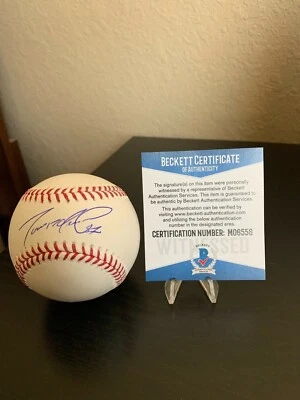 BECKETT CERTIFICATE
OF AUTHENTICITY
The signature(s) on this item were personally
witnessed by a representative of Beckett
Authentication Services. This item is guaranteed to
be authentic by Beckett Authentication Services.
This authentication can be verified by
visiting www.beckett-authentication.com
and utilizing the certification number in the
designated area.
CERTIFICATION NUMBER: M08558
WITNESSED